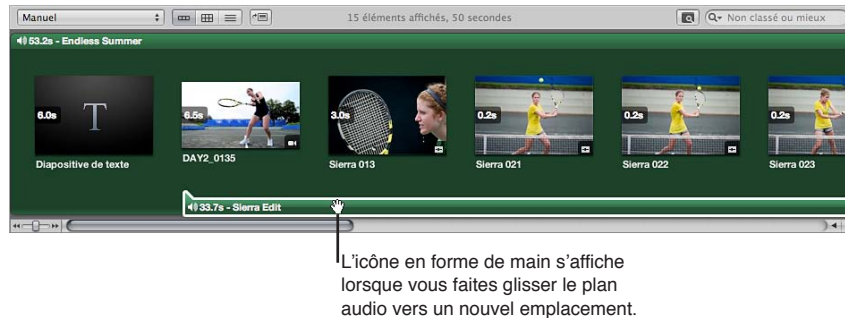 Manuel
15 éléments affichés, 50 secondes
Non classé ou mieux
53.2s - Endless Summer
6.0s
T
Diapositive de texte
6.5s
DAY2_0135
3.0s
Sierra 013
0.2s
Sierra 021
0.2s
Sierra 022
0.2s
Sierra 023
33.7s - Sierra Edit
L'icône en forme de main s'affiche
lorsque vous faites glisser le plan
audio vers un nouvel emplacement.